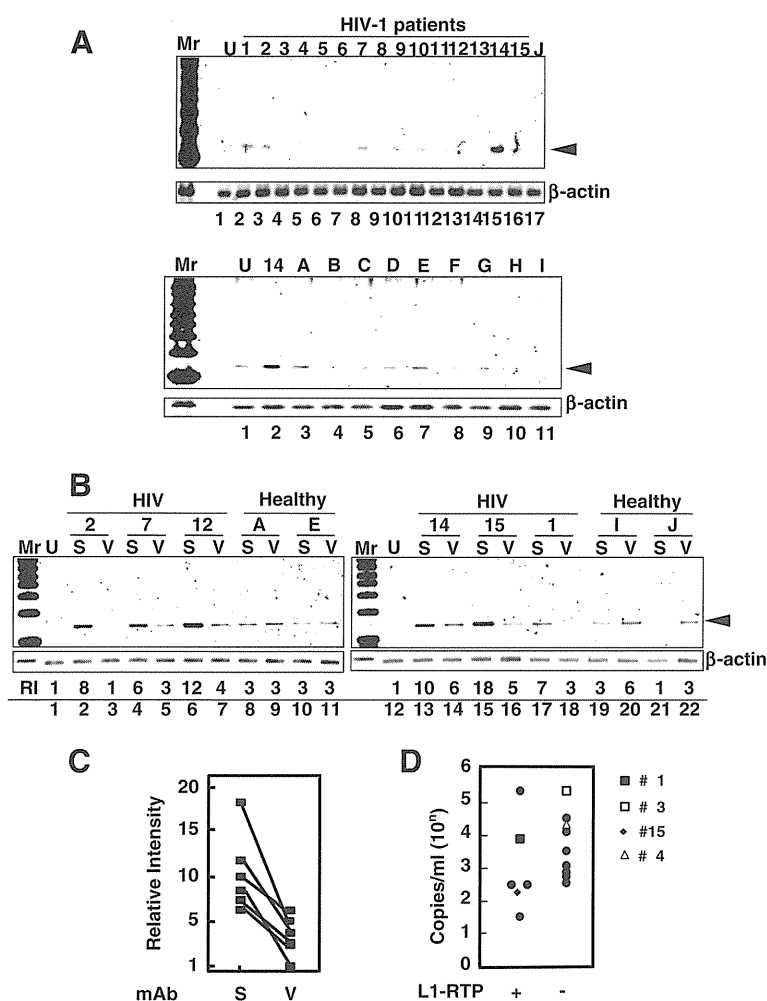 A
HIV-1 patients
Mr U 1 2 3 4 5 6 7 8 9 10 11 12 13 14 15 J
β-actin
1 2 3 4 5 6 7 8 9 10 11 12 13 14 15 16 17
Mr U 14 A B C D E F G H I
β-actin
1 2 3 4 5 6 7 8 9 10 11
B
HIV Healthy HIV Healthy
2 7 12 A E 14 15 1 I J
Mr U S V S V S V S V S V Mr U S V S V S V S V S V
β-actin
RI 1 8 1 6 3 12 4 3 3 3 3 1 10 6 18 5 7 3 3 6 1 3
1 2 3 4 5 6 7 8 9 10 11 12 13 14 15 16 17 18 19 20 21 22
C
Relative Intensity
20
15
10
5
1
mAb S V
D
Copies/ml (10ⁿ)
6
5
4
3
2
1
0
L1-RTP + -
# 1
# 3
#15
# 4